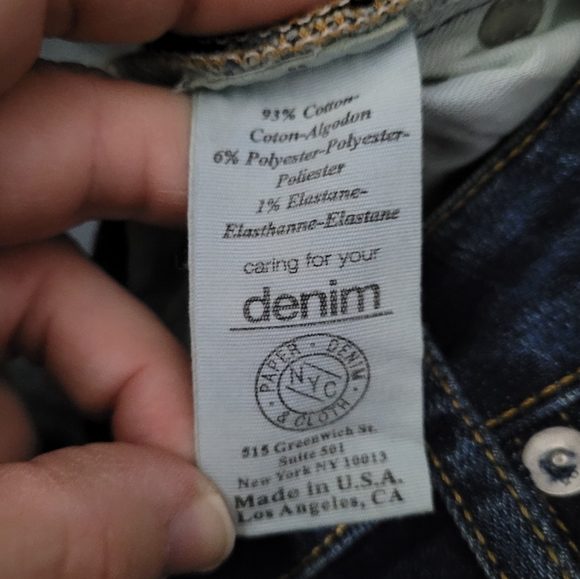 93% Cotton-
Coton-Algodon
6% Polyester-Polyester-
Poliester
1% Elastane-
Elasthanne-Elastane
caring for your
denim
PAPER · DENIM
NYC
& CLOTH
515 Greenwich St.
Suite 501
New York NY 10013
Made in U.S.A.
Los Angeles, CA